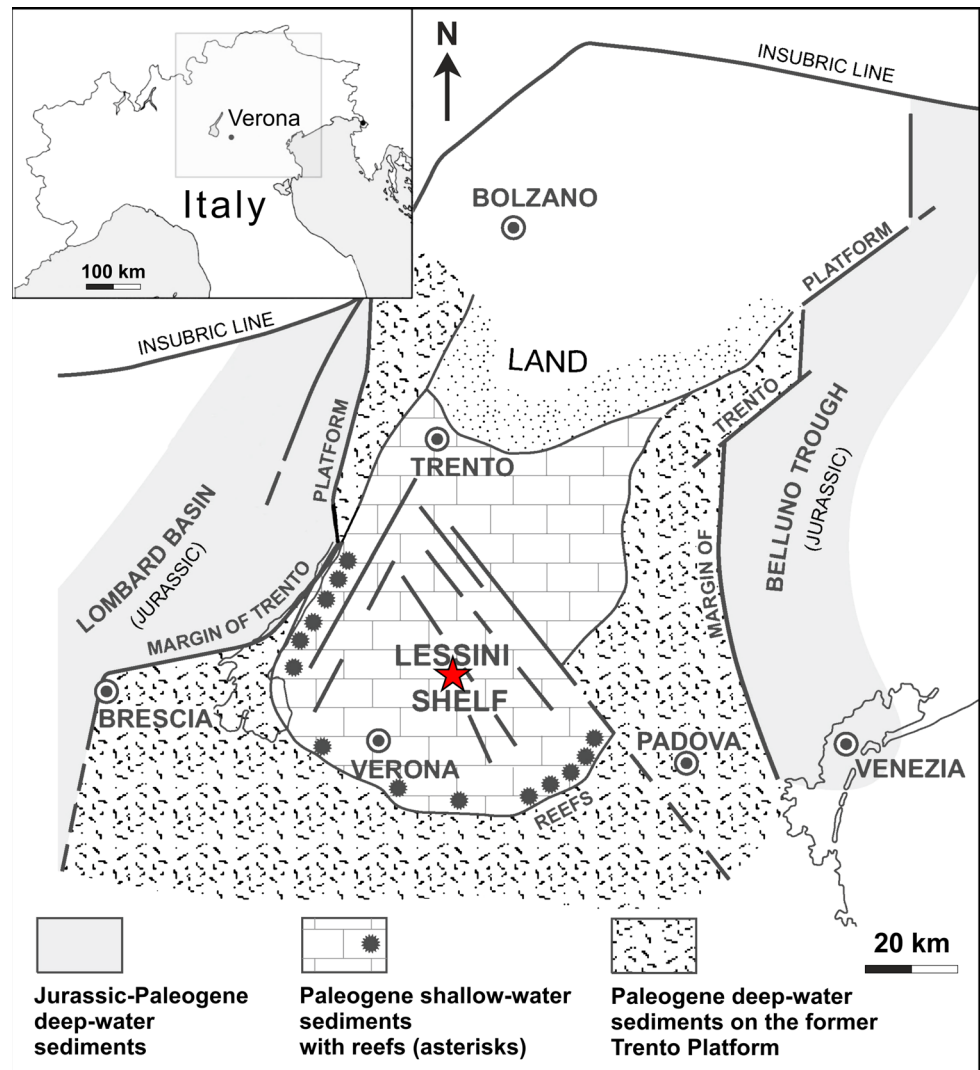 Verona
Italy
100 km
N
INSUBRIC LINE
BOLZANO
PLATFORM
INSUBRIC LINE
LAND
TRENTO
PLATFORM
TRENTO
BELLUNO TROUGH
(JURASSIC)
LOMBARD BASIN
(JURASSIC)
MARGIN OF
MARGIN OF TRENTO
LESSINI
SHELF
BRESCIA
VERONA
PADOVA
VENEZIA
REEFS
20 km
Jurassic-Paleogene
deep-water
sediments
Paleogene shallow-water
sediments
with reefs (asterisks)
Paleogene deep-water
sediments on the former
Trento Platform